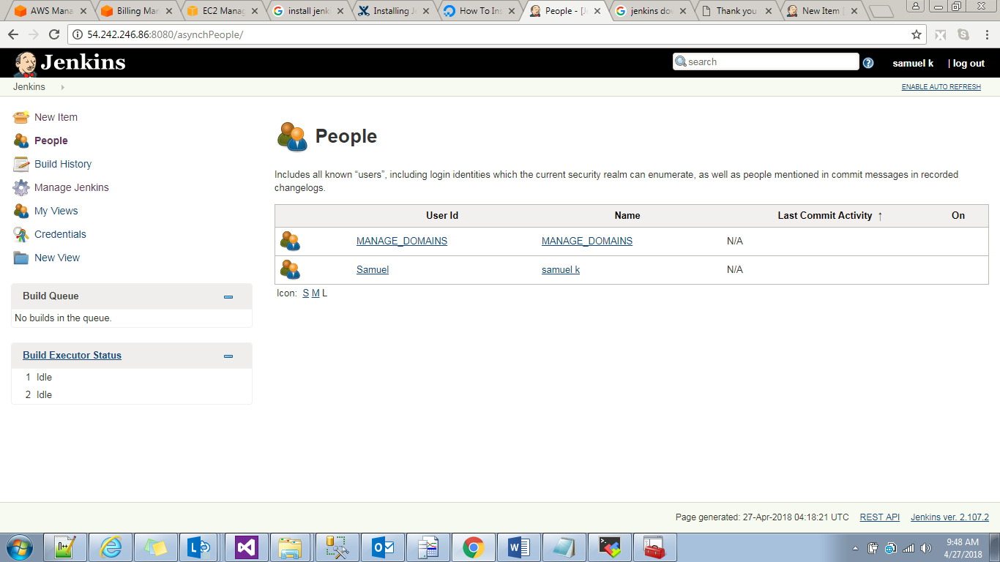 AWS Mana
Billing Mar
EC2 Manag
install jenk
Installing J
How To Ins
People - [J
jenkins do
Thank you
New Item [
54.242.246.86:8080/asynchPeople/
Jenkins
search
samuel k
| log out
Jenkins
ENABLE AUTO REFRESH
New Item
People
Build History
Manage Jenkins
My Views
Credentials
New View
Build Queue
No builds in the queue.
Build Executor Status
1 Idle
2 Idle
People
Includes all known “users”, including login identities which the current security realm can enumerate, as well as people mentioned in commit messages in recorded
changelogs.
User Id Name Last Commit Activity ↑ On
MANAGE_DOMAINS MANAGE_DOMAINS N/A
Samuel samuel k N/A
Icon: S M L
Page generated: 27-Apr-2018 04:18:21 UTC REST API Jenkins ver. 2.107.2
9:48 AM
4/27/2018